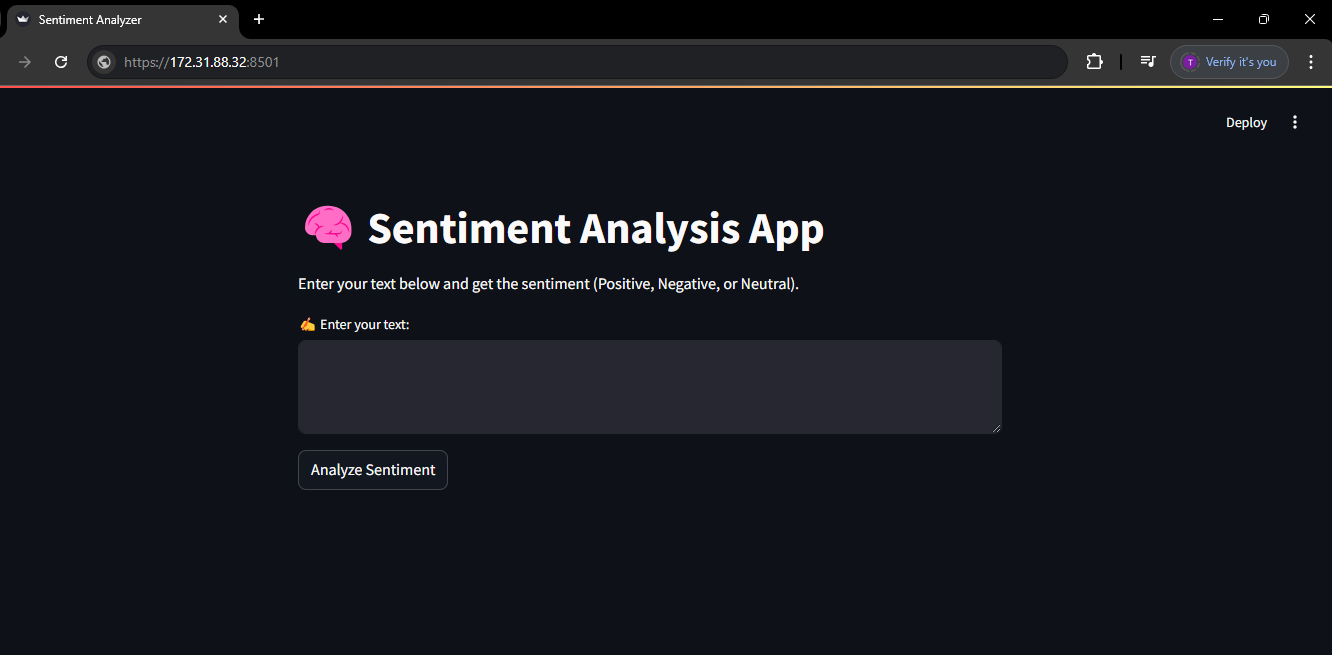 Sentiment Analyzer
https://172.31.88.32:8501
T
Verify it's you
Deploy
🧠 Sentiment Analysis App
Enter your text below and get the sentiment (Positive, Negative, or Neutral).
✍️ Enter your text:
Analyze Sentiment